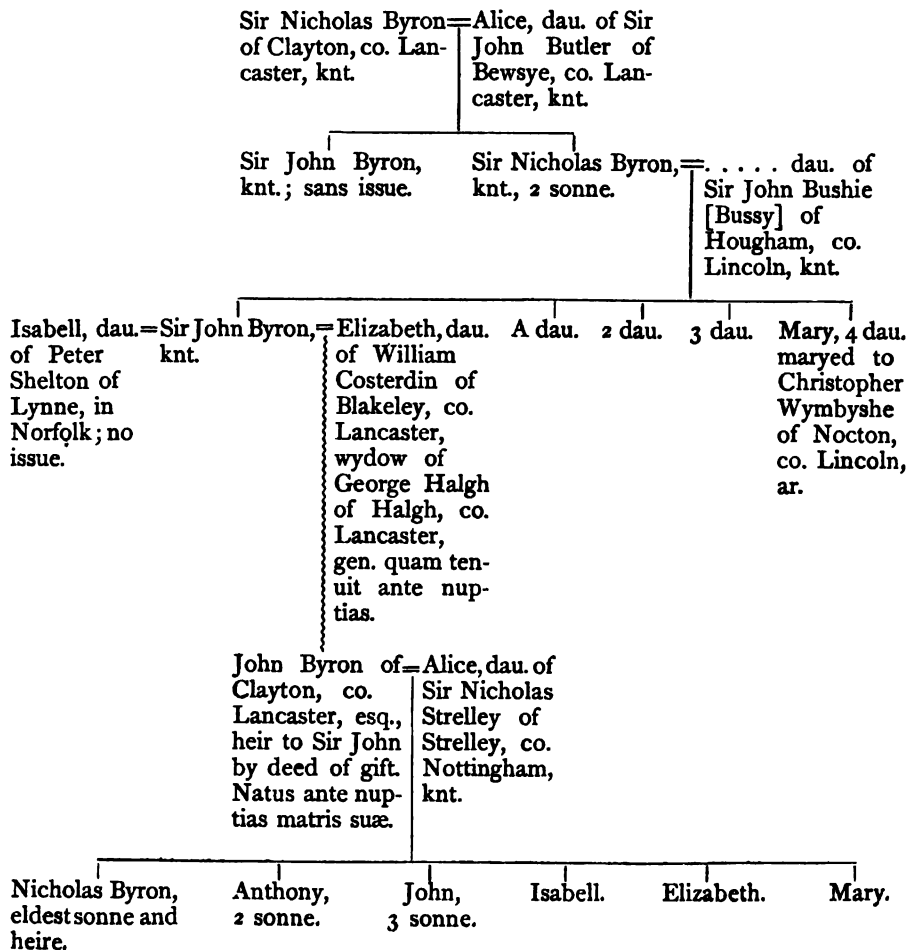 Sir Nicholas Byron=
of Clayton, co. Lan-
caster, knt.
Alice, dau. of Sir
John Butler of
Bewsye, co. Lan-
caster, knt.
Sir John Byron,
knt.; sans issue.
Sir Nicholas Byron,=
knt., 2 sonne.
. . . . . dau. of
Sir John Bushie
[Bussy] of
Hougham, co.
Lincoln, knt.
Isabell, dau.=
of Peter
Shelton of
Lynne, in
Norfolk; no
issue.
Sir John Byron,=
knt.
Elizabeth, dau.
of William
Costerdin of
Blakeley, co.
Lancaster,
wydow of
George Halgh
of Halgh, co.
Lancaster,
gen. quam ten-
uit ante nup-
tias.
A dau.
2 dau.
3 dau.
Mary, 4 dau.
maryed to
Christopher
Wymbyshe
of Nocton,
co. Lincoln,
ar.
John Byron of=
Clayton, co.
Lancaster, esq.,
heir to Sir John
by deed of gift.
Natus ante nup-
tias matris suæ.
Alice, dau. of
Sir Nicholas
Strelley of
Strelley, co.
Nottingham,
knt.
Nicholas Byron,
eldest sonne and
heire.
Anthony,
2 sonne.
John,
3 sonne.
Isabell.
Elizabeth.
Mary.